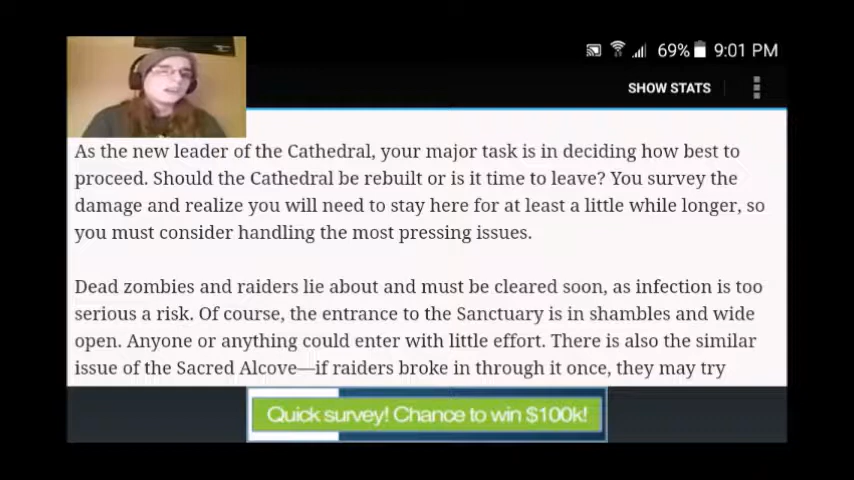 69% 9:01 PM
SHOW STATS
As the new leader of the Cathedral, your major task is in deciding how best to
proceed. Should the Cathedral be rebuilt or is it time to leave? You survey the
damage and realize you will need to stay here for at least a little while longer, so
you must consider handling the most pressing issues.
Dead zombies and raiders lie about and must be cleared soon, as infection is too
serious a risk. Of course, the entrance to the Sanctuary is in shambles and wide
open. Anyone or anything could enter with little effort. There is also the similar
issue of the Sacred Alcove—if raiders broke in through it once, they may try
Quick survey! Chance to win $100k!